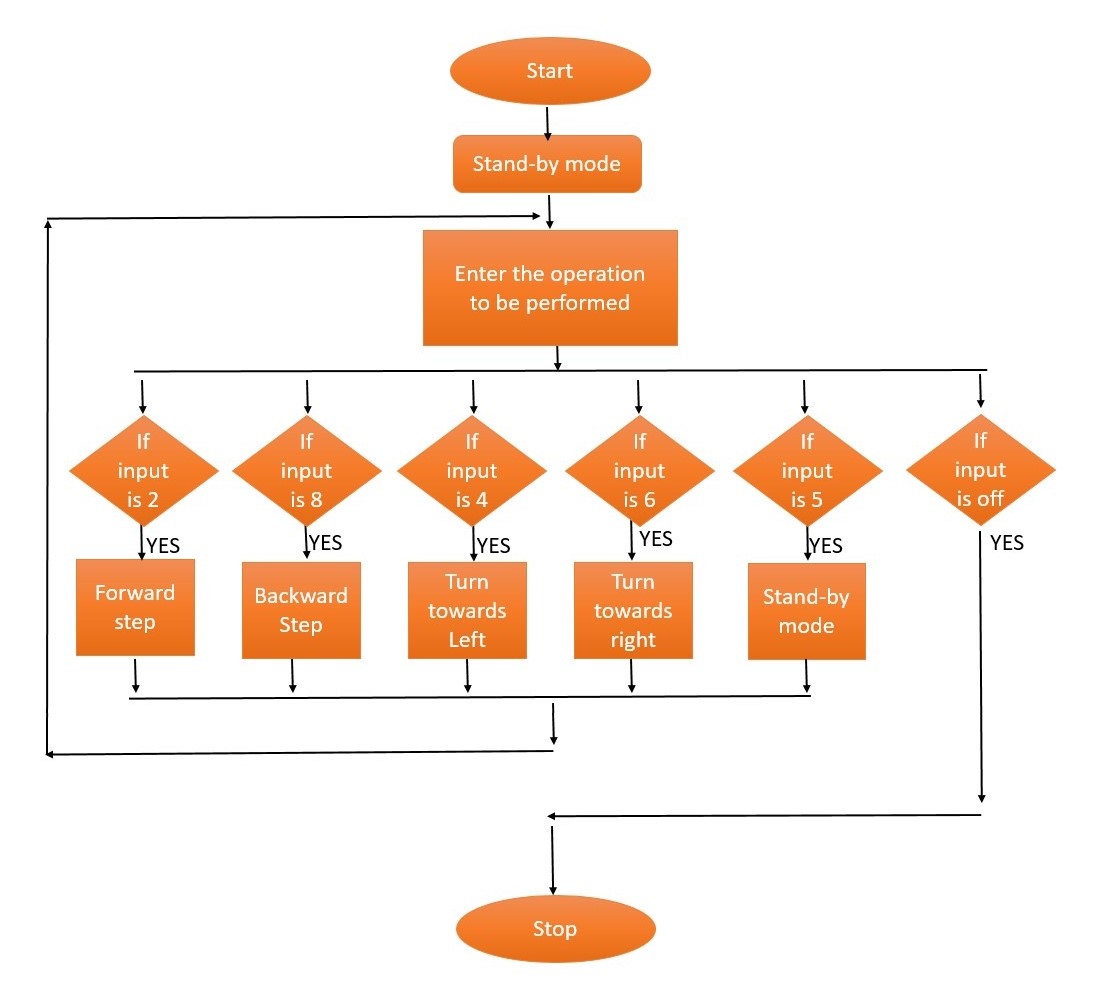 Start
Stand-by mode
Enter the operation
to be performed
If
input
is 2
If
input
is 8
If
input
is 4
If
input
is 6
If
input
is 5
If
input
is off
YES
YES
YES
YES
YES
YES
Forward
step
Backward
Step
Turn
towards
Left
Turn
towards
right
Stand-by
mode
Stop